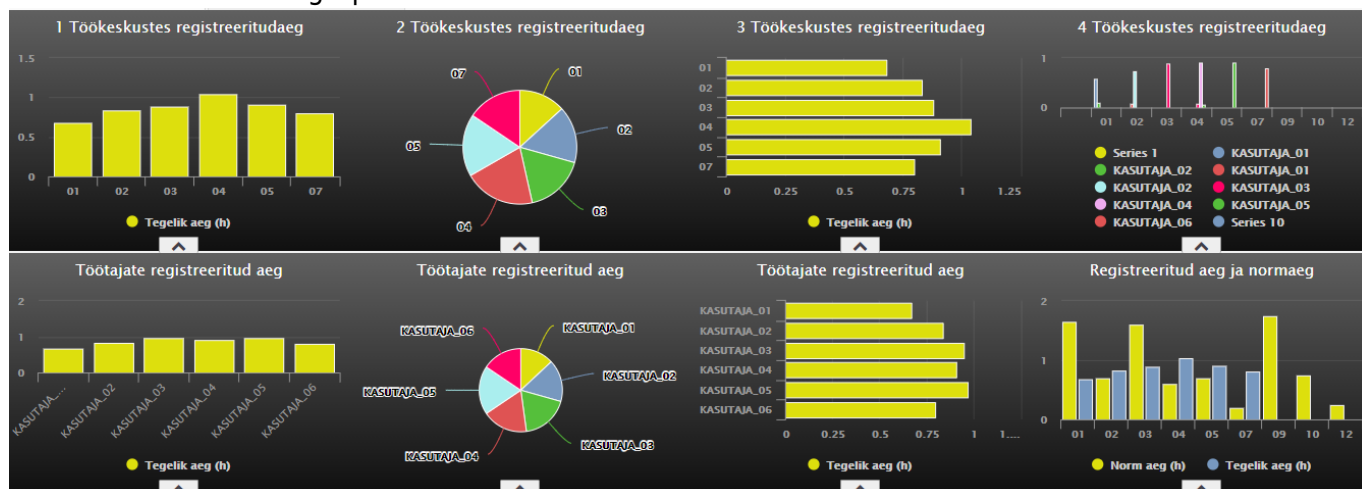 1 Töökeskustes registreeritudaeg
1.5
1
0.5
0
01 02 03 04 05 07
Tegelik aeg (h)
2 Töökeskustes registreeritudaeg
07 01
02
05
03
04
3 Töökeskustes registreeritudaeg
01
02
03
04
05
07
0 0.25 0.5 0.75 1 1.25
Tegelik aeg (h)
4 Töökeskustes registreeritudaeg
1
0
01 02 03 04 05 07 09 10 12
Series 1 KASUTAJA_01
KASUTAJA_02 KASUTAJA_01
KASUTAJA_02 KASUTAJA_03
KASUTAJA_04 KASUTAJA_05
KASUTAJA_06 Series 10
Töötajate registreeritud aeg
2
1
0
KASUTAJA_... KASUTAJA_02 KASUTAJA_03 KASUTAJA_04 KASUTAJA_05 KASUTAJA_06
Tegelik aeg (h)
Töötajate registreeritud aeg
KASUTAJA_06 KASUTAJA_01
KASUTAJA_02
KASUTAJA_05
KASUTAJA_03
KASUTAJA_04
Töötajate registreeritud aeg
KASUTAJA_01
KASUTAJA_02
KASUTAJA_03
KASUTAJA_04
KASUTAJA_05
KASUTAJA_06
0 0.25 0.5 0.75 1 1....
Tegelik aeg (h)
Registreeritud aeg ja normaeg
2
1
0
01 02 03 04 05 07 09 10 12
Norm aeg (h) Tegelik aeg (h)